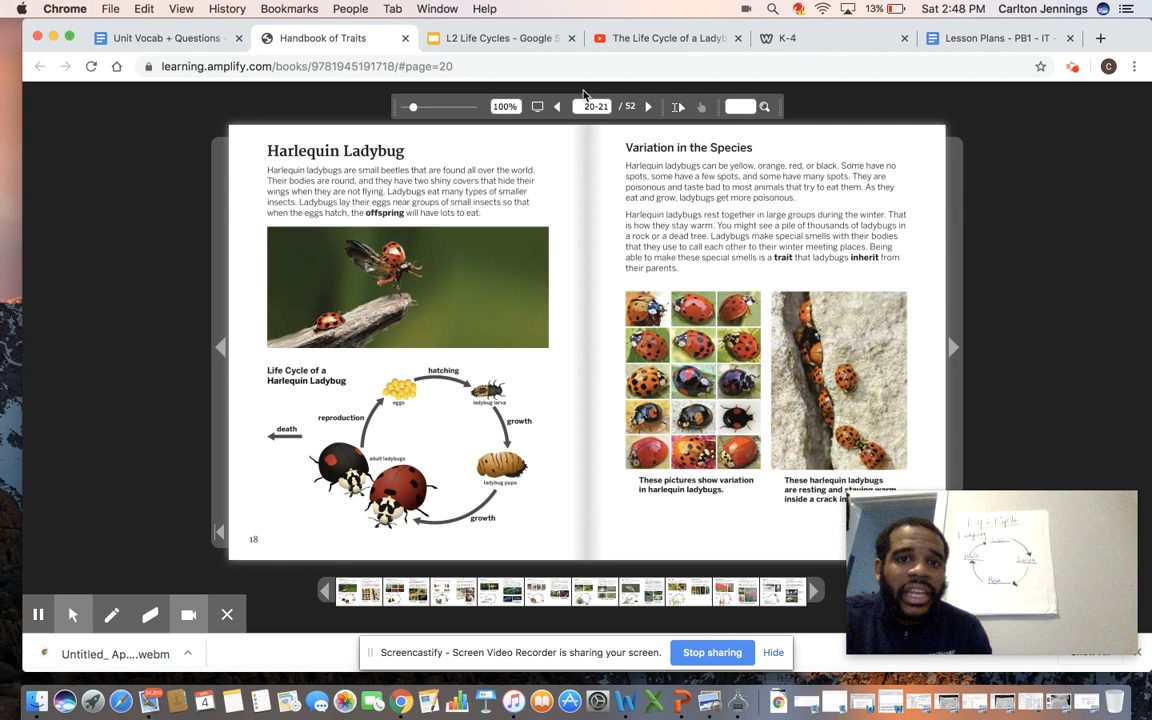 Chrome File Edit View History Bookmarks People Tab Window Help 13% Sat 2:48 PM Carlton Jennings
Unit Vocab + Questions - Handbook of Traits L2 Life Cycles - Google S The Life Cycle of a Ladyb K-4 Lesson Plans - PB1 - IT -
learning.amplify.com/books/9781945191718/#page=20
100% 20-21 / 52
Harlequin Ladybug
Harlequin ladybugs are small beetles that are found all over the world.
Their bodies are round, and they have two shiny covers that hide their
wings when they are not flying. Ladybugs eat many types of smaller
insects. Ladybugs lay their eggs near groups of small insects so that
when the eggs hatch, the offspring will have lots to eat.
Life Cycle of a
Harlequin Ladybug
hatching
eggs
ladybug larva
reproduction
growth
death
adult ladybugs
ladybug pupa
growth
18
Variation in the Species
Harlequin ladybugs can be yellow, orange, red, or black. Some have no
spots, some have a few spots, and some have many spots. They are
poisonous and taste bad to most animals that try to eat them. As they
eat and grow, ladybugs get more poisonous.
Harlequin ladybugs rest together in large groups during the winter. That
is how they stay warm. You might see a pile of thousands of ladybugs in
a rock or a dead tree. Ladybugs make special smells with their bodies
that they use to call each other to their winter meeting places. Being
able to make these special smells is a trait that ladybugs inherit from
their parents.
These pictures show variation
in harlequin ladybugs.
These harlequin ladybugs
are resting and staying warm
inside a crack in
Life Cycle
Ladybug
Larva
Pupa
Adult
Untitled_ Ap....webm
Screencastify - Screen Video Recorder is sharing your screen. Stop sharing Hide